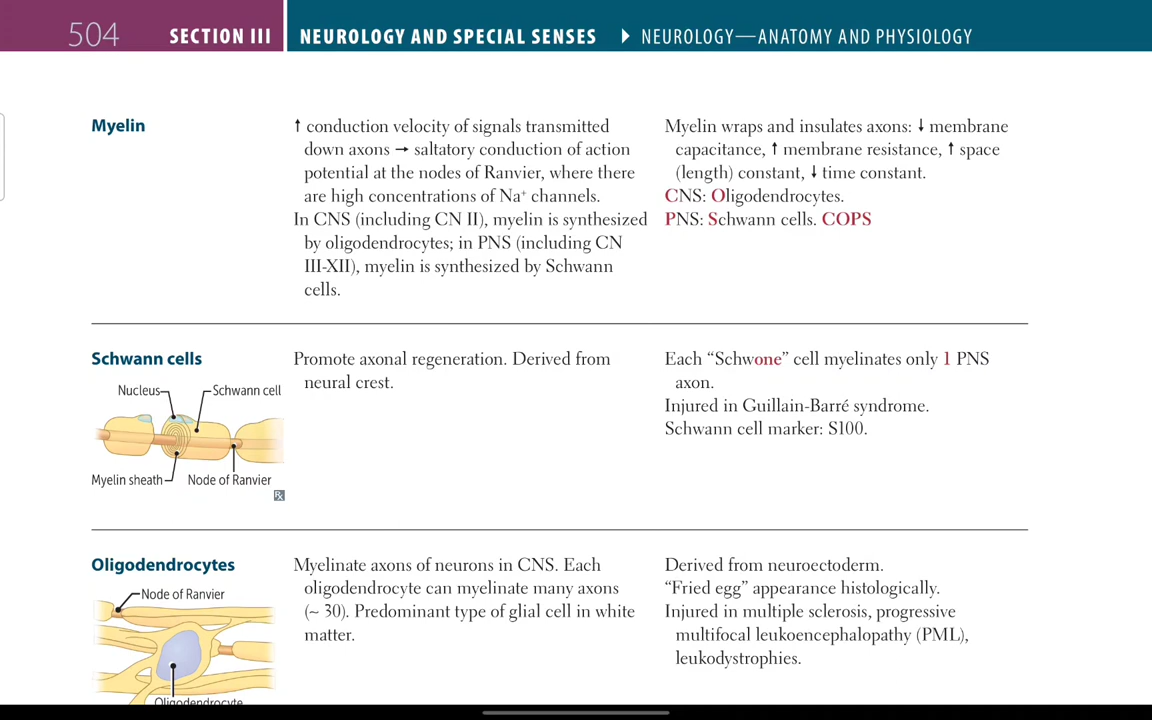 504 SECTION III NEUROLOGY AND SPECIAL SENSES ▶ NEUROLOGY—ANATOMY AND PHYSIOLOGY
Myelin
↑ conduction velocity of signals transmitted
down axons → saltatory conduction of action
potential at the nodes of Ranvier, where there
are high concentrations of Na⁺ channels.
In CNS (including CN II), myelin is synthesized
by oligodendrocytes; in PNS (including CN
III-XII), myelin is synthesized by Schwann
cells.
Myelin wraps and insulates axons: ↓ membrane
capacitance, ↑ membrane resistance, ↑ space
(length) constant, ↓ time constant.
CNS: Oligodendrocytes.
PNS: Schwann cells. COPS
Schwann cells
Nucleus
Schwann cell
Myelin sheath
Node of Ranvier
Rx
Promote axonal regeneration. Derived from
neural crest.
Each “Schwone” cell myelinates only 1 PNS
axon.
Injured in Guillain-Barré syndrome.
Schwann cell marker: S100.
Oligodendrocytes
Node of Ranvier
Oligodendrocyte
Myelinate axons of neurons in CNS. Each
oligodendrocyte can myelinate many axons
(~ 30). Predominant type of glial cell in white
matter.
Derived from neuroectoderm.
“Fried egg” appearance histologically.
Injured in multiple sclerosis, progressive
multifocal leukoencephalopathy (PML),
leukodystrophies.